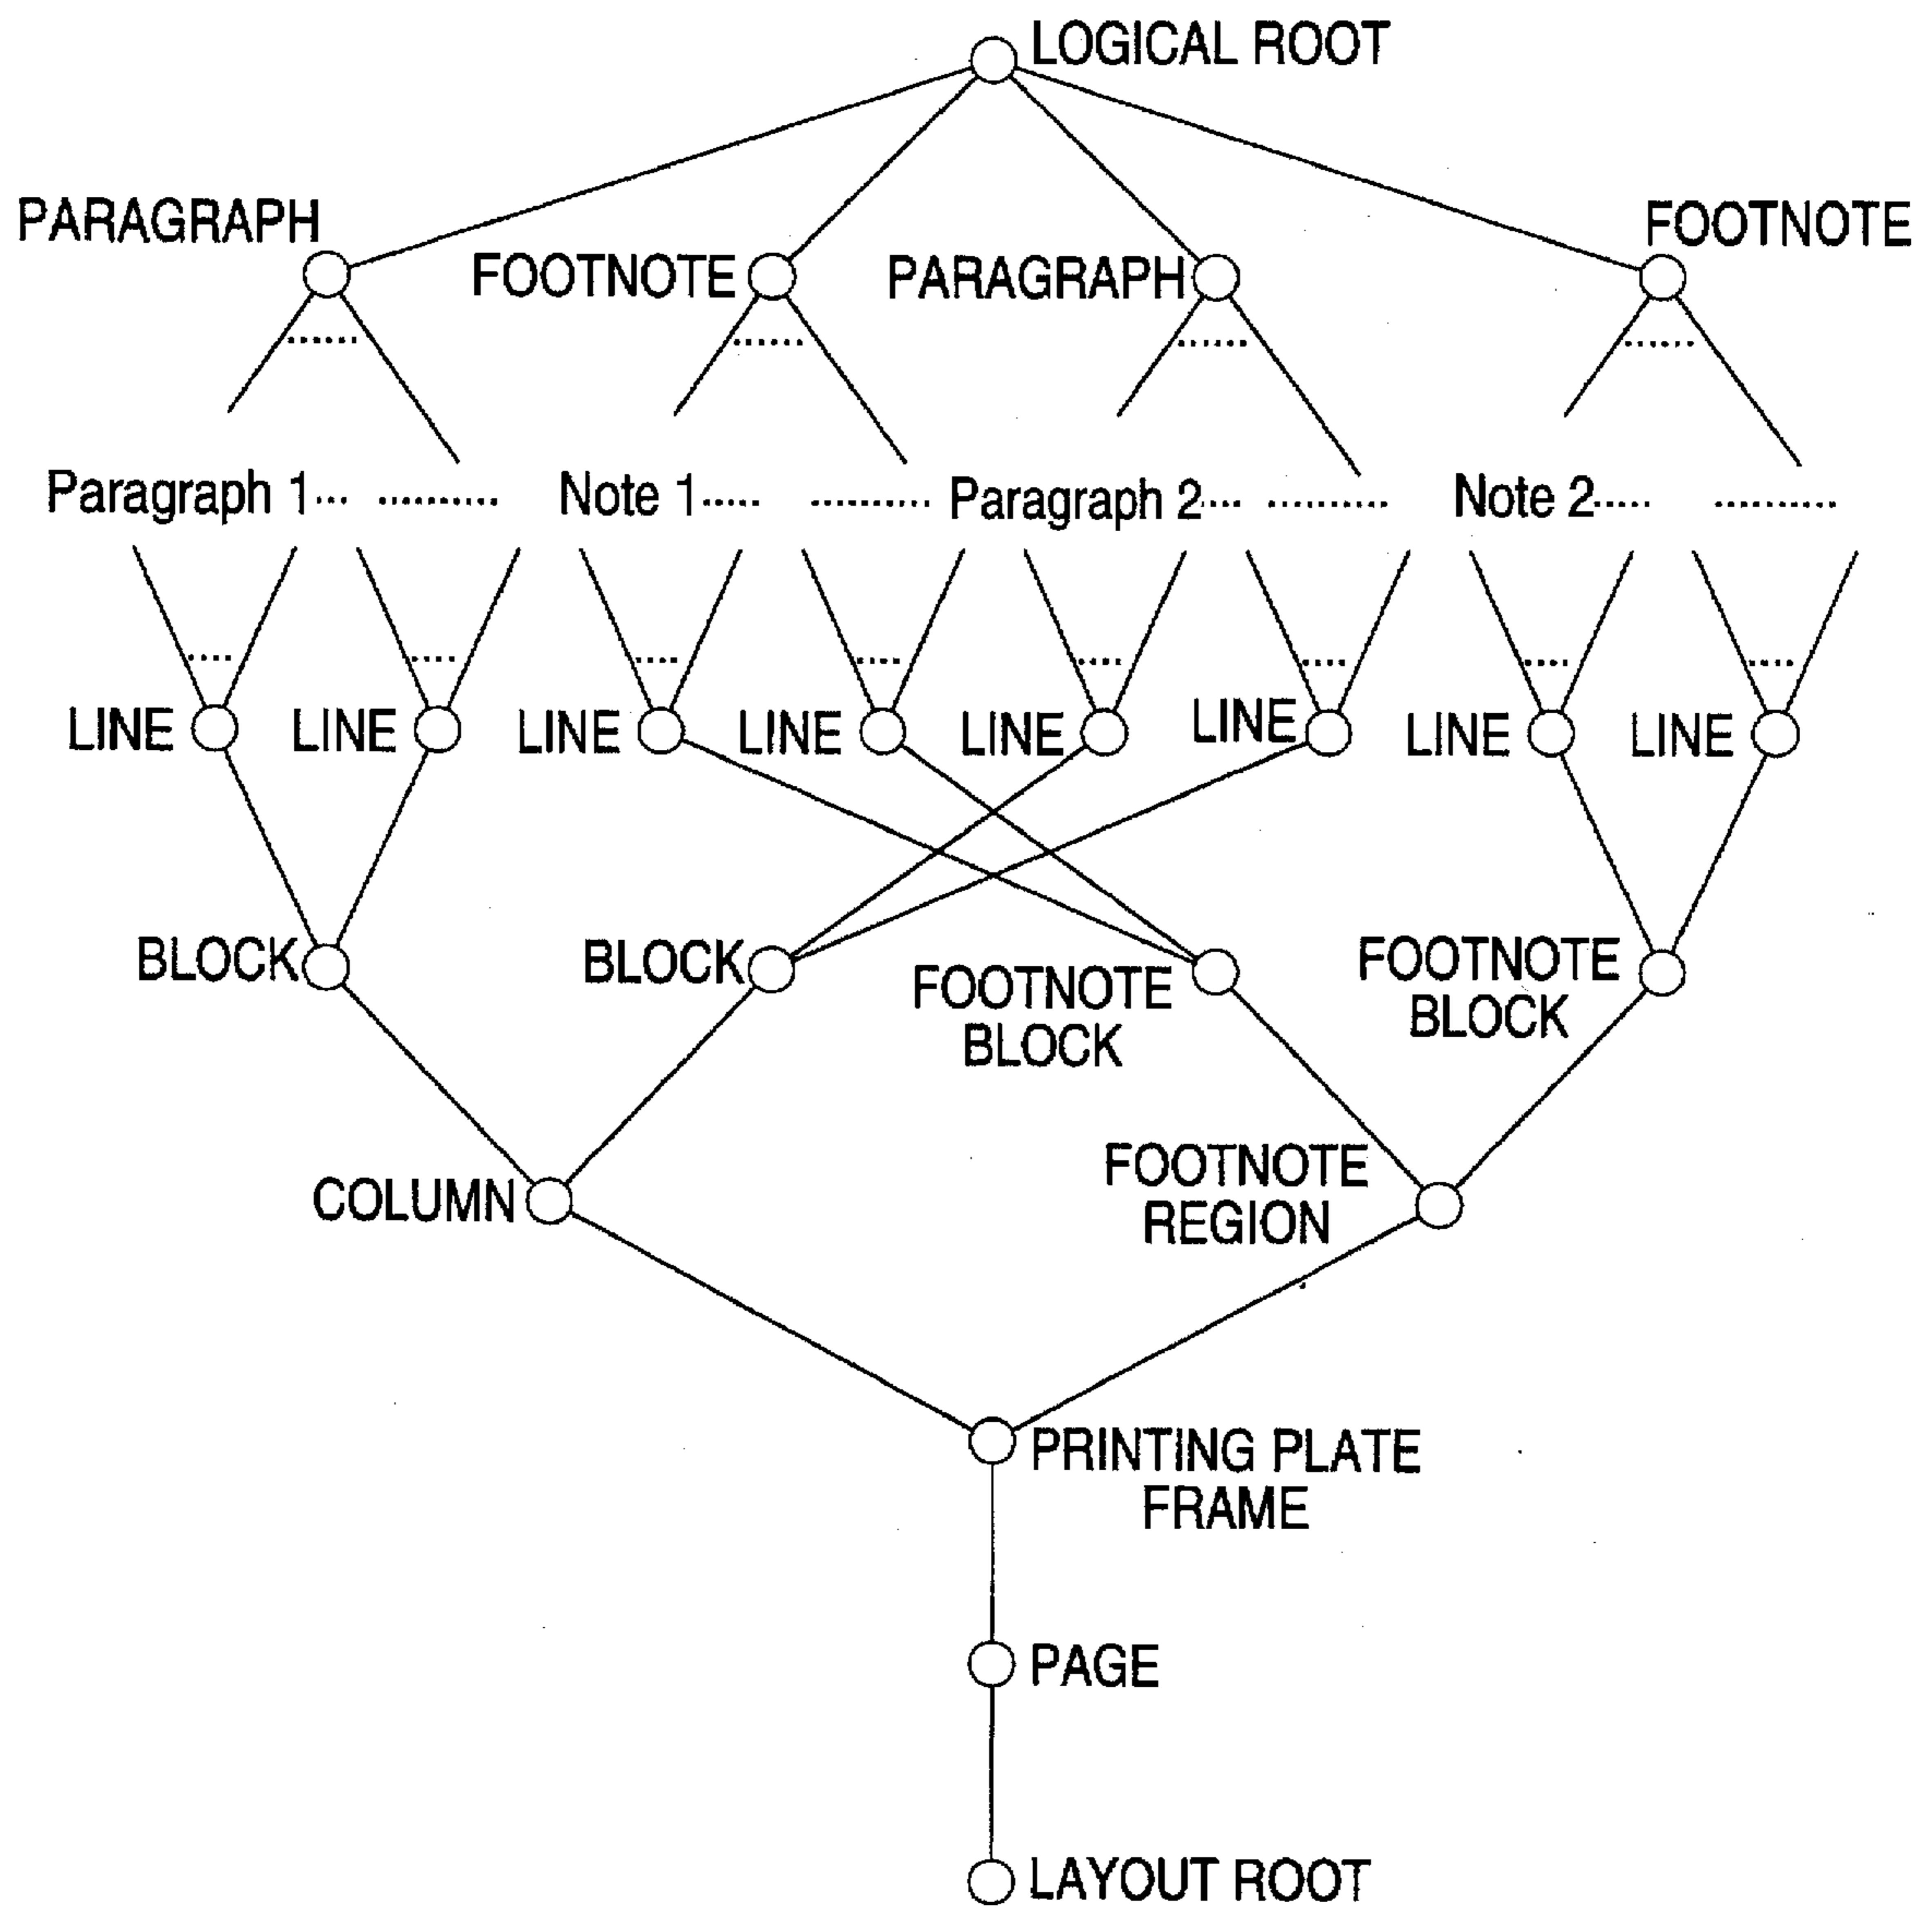 LOGICAL ROOT
PARAGRAPH
FOOTNOTE
PARAGRAPH
FOOTNOTE
Paragraph 1... .......... Note 1..... .......... Paragraph 2... .......... Note 2..... ..........
LINE LINE LINE LINE LINE LINE LINE LINE
BLOCK
BLOCK
FOOTNOTE
BLOCK
FOOTNOTE
BLOCK
COLUMN
FOOTNOTE
REGION
PRINTING PLATE
FRAME
PAGE
LAYOUT ROOT